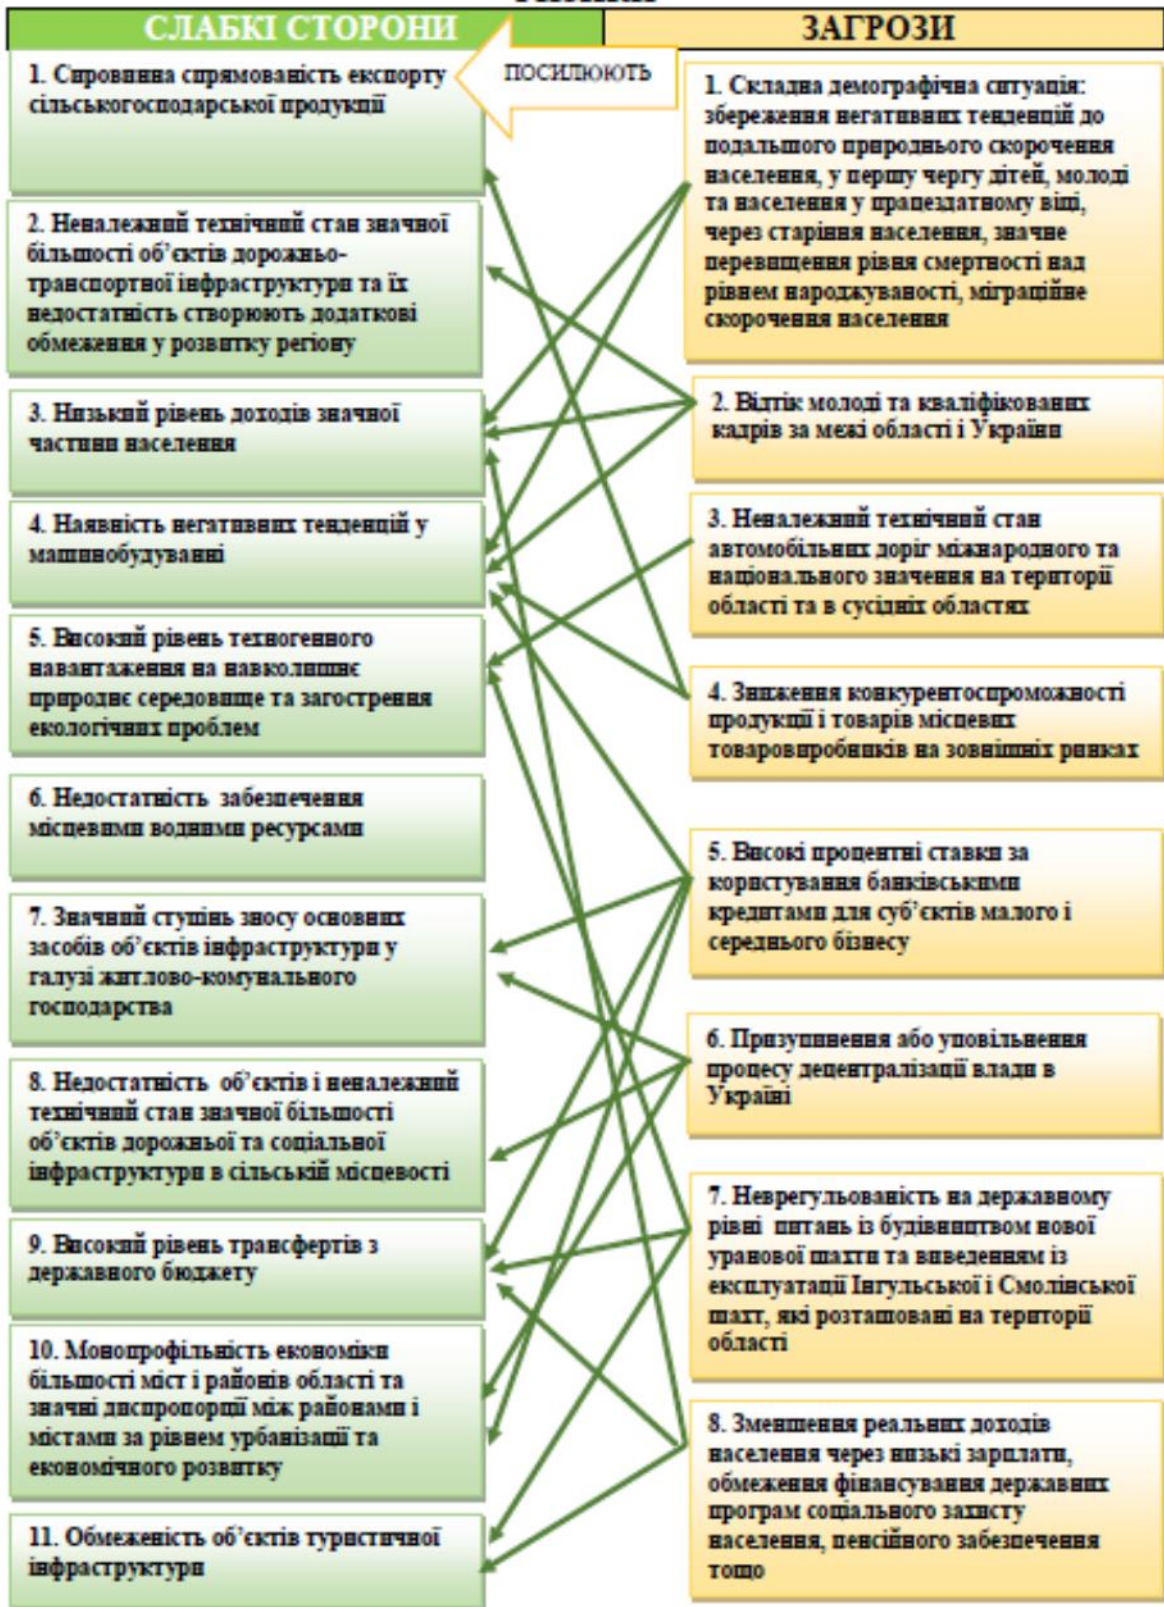 СЛАБКІ СТОРОНИ
1. Сировинна спрямованість експорту
сільськогосподарської продукції
2. Неналежний технічний стан значної
більшості об’єктів дорожньо-
транспортної інфраструктури та їх
недостатність створюють додаткові
обмеження у розвитку регіону
3. Низький рівень доходів значної
частини населення
4. Наявність негативних тенденцій у
машинобудуванні
5. Високий рівень техногенного
навантаження на навколишнє
природнє середовище та загострення
екологічних проблем
6. Недостатність забезпечення
місцевими водними ресурсами
7. Значний ступінь зносу основних
засобів об’єктів інфраструктури у
галузі житлово-комунального
господарства
8. Недостатність об’єктів і неналежний
технічний стан значної більшості
об’єктів дорожньої та соціальної
інфраструктури в сільській місцевості
9. Високий рівень трансфертів з
державного бюджету
10. Монопрофільність економіки
більшості міст і районів області та
значні диспропорції між районами і
містами за рівнем урбанізації та
економічного розвитку
11. Обмеженість об’єктів туристичної
інфраструктури
ПОСИЛЮЮТЬ
ЗАГРОЗИ
1. Складна демографічна ситуація:
збереження негативних тенденцій до
подальшого природнього скорочення
населення, у першу чергу дітей, молоді
та населення у працездатному віці,
через старіння населення, значне
перевищення рівня смертності над
рівнем народжуваності, міграційне
скорочення населення
2. Відтік молоді та кваліфікованих
кадрів за межі області і України
3. Неналежний технічний стан
автомобільних доріг міжнародного та
національного значення на території
області та в сусідніх областях
4. Зниження конкурентоспроможності
продукції і товарів місцевих
товаровиробників на зовнішніх ринках
5. Високі процентні ставки за
користування банківськими
кредитами для суб’єктів малого і
середнього бізнесу
6. Призупинення або уповільнення
процесу децентралізації влади в
Україні
7. Неврегульованість на державному
рівні питань із будівництвом нової
уранової шахти та виведенням із
експлуатації Інгульської і Смолінської
шахт, які розташовані на території
області
8. Зменшення реальних доходів
населення через низькі зарплати,
обмеження фінансування державних
програм соціального захисту
населення, пенсійного забезпечення
тощо